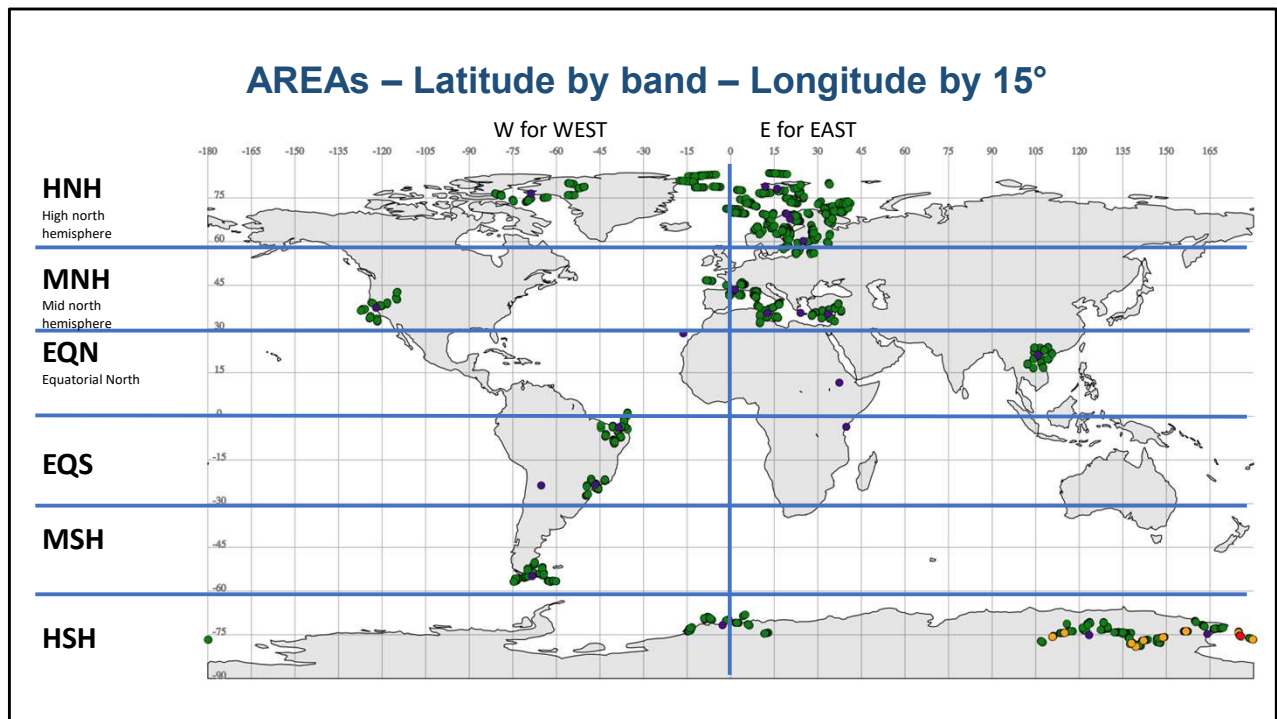 AREAs – Latitude by band – Longitude by 15°
W for WEST
E for EAST
-180 -165 -150 -135 -120 -105 -90 -75 -60 -45 -30 -15 0 15 30 45 60 75 90 105 120 135 150 165
HNH
High north
hemisphere
75
60
MNH
Mid north
hemisphere
45
30
EQN
Equatorial North
15
0
EQS
-15
-30
MSH
-45
-60
HSH
-75
-90